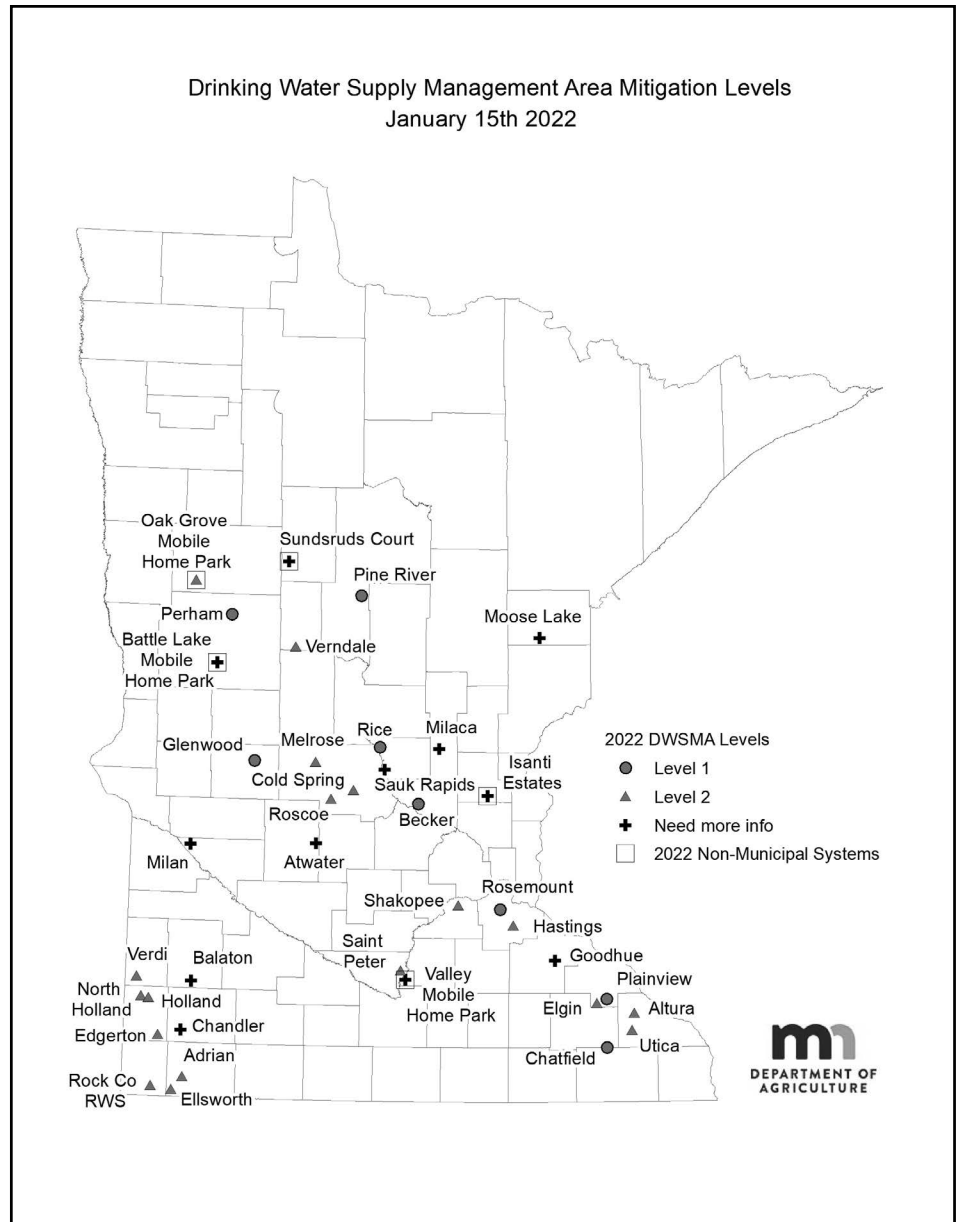 Drinking Water Supply Management Area Mitigation Levels
January 15th 2022
Oak Grove
Mobile
Home Park
Sundsruds Court
Pine River
Perham
Moose Lake
Battle Lake
Mobile
Home Park
Verndale
Glenwood
Melrose
Rice
Milaca
Cold Spring
Sauk Rapids
Isanti
Estates
Roscoe
Becker
2022 DWSMA Levels
Level 1
Level 2
Need more info
2022 Non-Municipal Systems
Milan
Atwater
Shakopee
Rosemount
Hastings
Saint
Peter
Verdi
Balaton
Valley
Mobile
Home Park
Goodhue
Plainview
North
Holland
Holland
Elgin
Altura
Edgerton
Chandler
Utica
Chatfield
Adrian
Rock Co
RWS
Ellsworth
mn
DEPARTMENT OF
AGRICULTURE